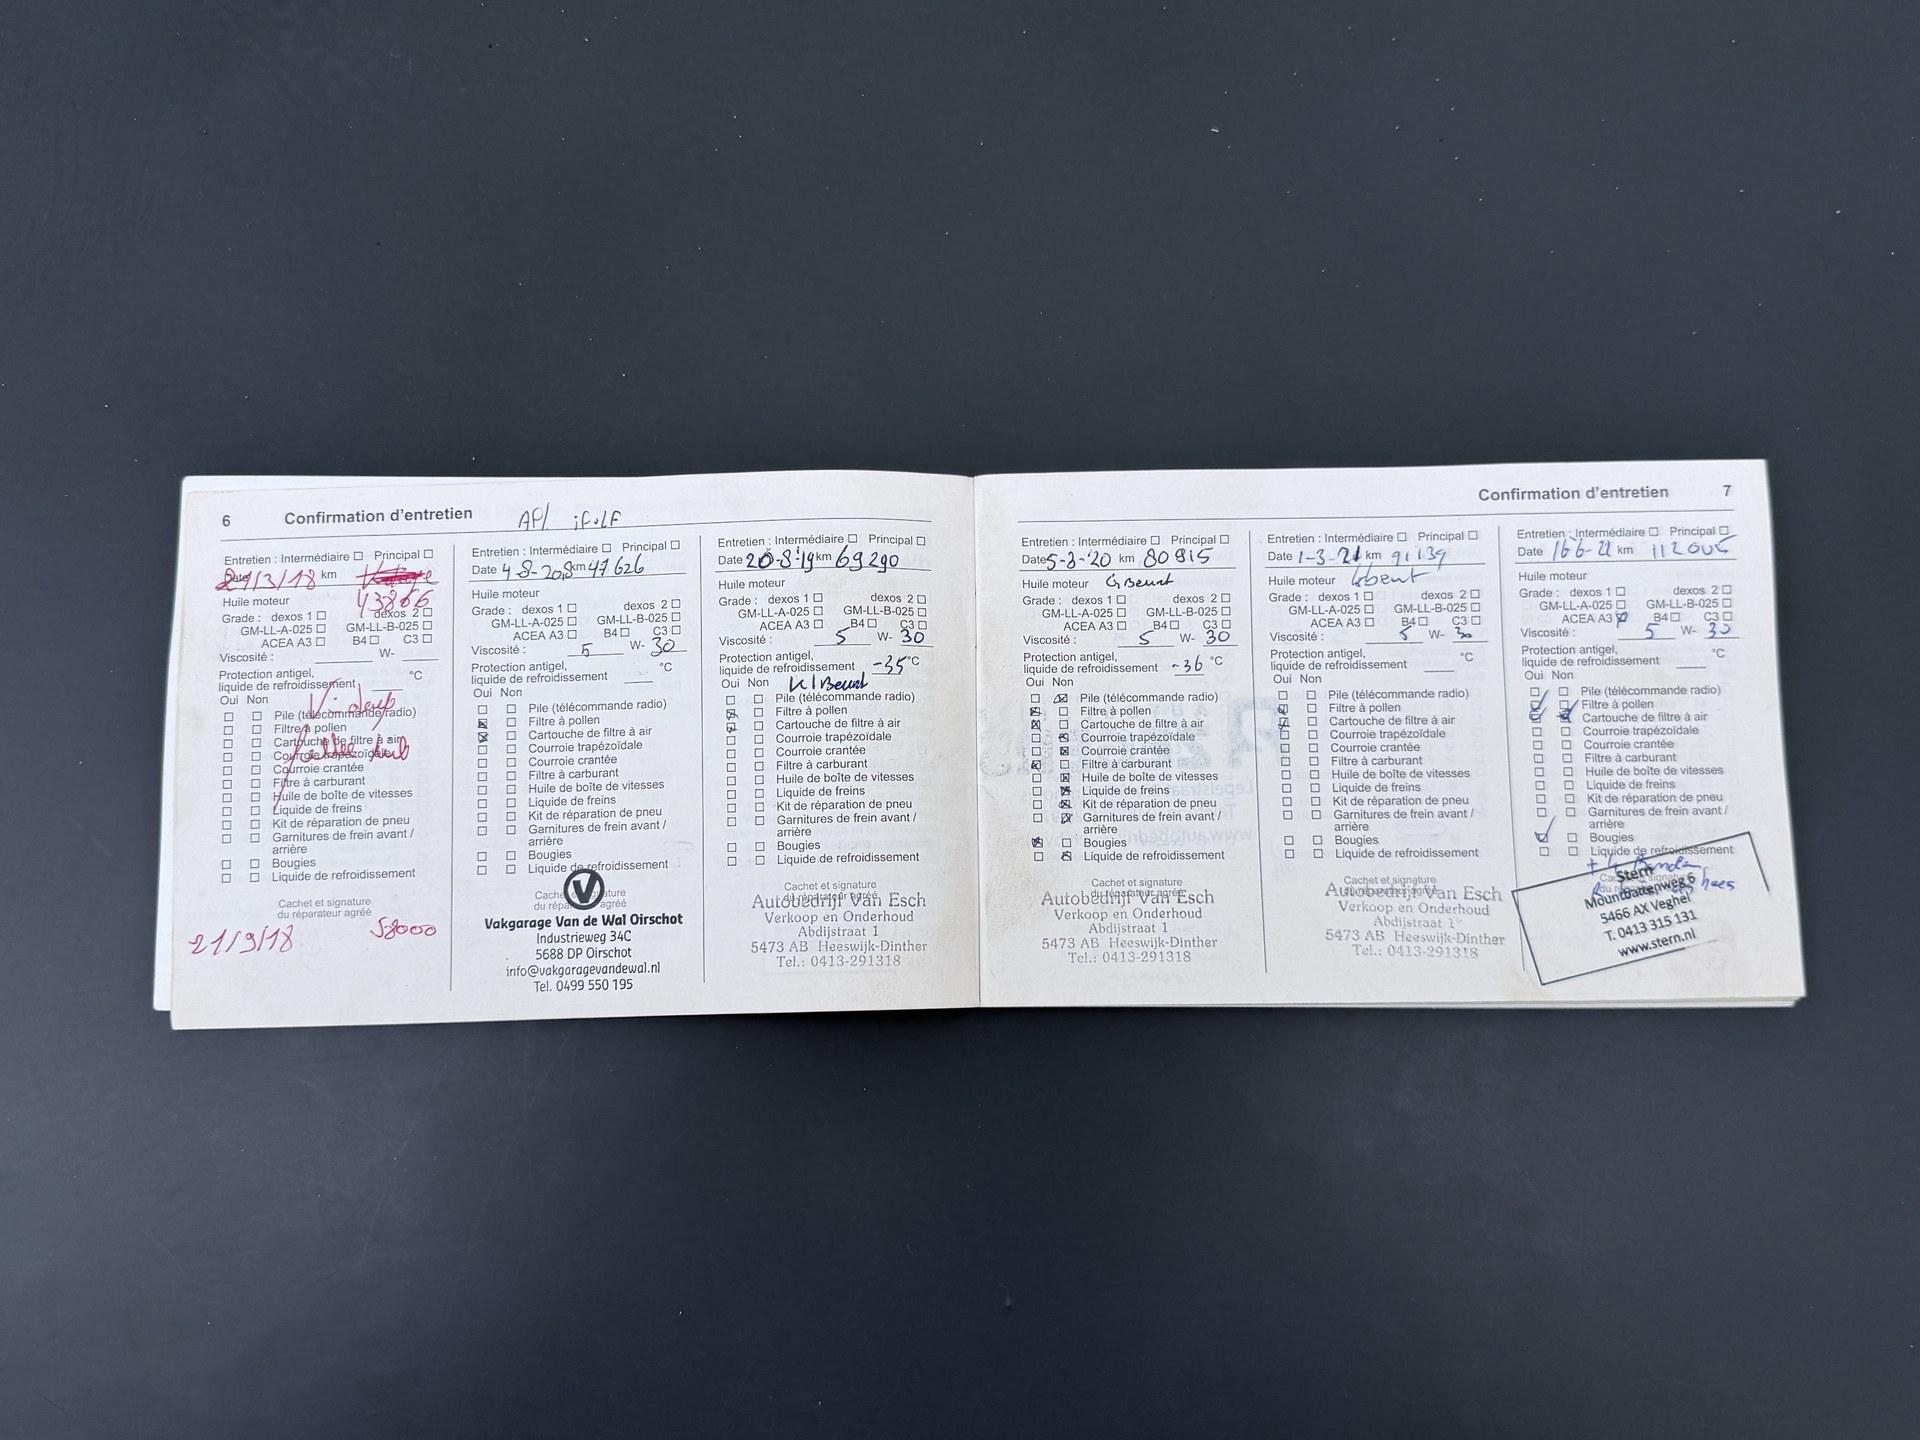 6 Confirmation d'entretien
Entretien : Intermédiaire ☐ Principal ☐
21/3/18 km
43866
Huile moteur
Grade : dexos 1 ☐ dexos 2 ☐
GM-LL-A-025 ☐ GM-LL-B-025 ☐
ACEA A3 ☐ B4 ☐ C3 ☐
Viscosité : W-
Protection antigel,
liquide de refroidissement °C
Oui Non
Pile (télécommande radio)
Filtre à pollen
Cartouche de filtre à air
Courroie trapézoïdale
Courroie crantée
Filtre à carburant
Huile de boîte de vitesses
Liquide de freins
Kit de réparation de pneu
Garnitures de frein avant /
arrière
Bougies
Liquide de refroidissement
Cachet et signature
du réparateur agréé
21/9/18 58000
Entretien : Intermédiaire ☐ Principal ☐
Date 4-8-20 km 47626
Huile moteur
Grade : dexos 1 ☐ dexos 2 ☐
GM-LL-A-025 ☐ GM-LL-B-025 ☐
ACEA A3 ☐ B4 ☐ C3 ☐
Viscosité : 5 W- 30
Protection antigel,
liquide de refroidissement °C
Oui Non
Pile (télécommande radio)
Filtre à pollen
Cartouche de filtre à air
Courroie trapézoïdale
Courroie crantée
Filtre à carburant
Huile de boîte de vitesses
Liquide de freins
Kit de réparation de pneu
Garnitures de frein avant /
arrière
Bougies
Liquide de refroidissement
Vakgarage Van de Wal Oirschot
Industrieweg 34C
5688 DP Oirschot
info@vakgaragevandewal.nl
Tel. 0499 550 195
Entretien : Intermédiaire ☐ Principal ☐
Date 20-8-'19 km 69290
Huile moteur
Grade : dexos 1 ☐ dexos 2 ☐
GM-LL-A-025 ☐ GM-LL-B-025 ☐
ACEA A3 ☐ B4 ☐ C3 ☐
Viscosité : 5 W- 30
Protection antigel,
liquide de refroidissement -35 °C
Oui Non
Pile (télécommande radio)
Filtre à pollen
Cartouche de filtre à air
Courroie trapézoïdale
Courroie crantée
Filtre à carburant
Huile de boîte de vitesses
Liquide de freins
Kit de réparation de pneu
Garnitures de frein avant /
arrière
Bougies
Liquide de refroidissement
Cachet et signature
Autobedrijf Van Esch
Verkoop en Onderhoud
Abdijstraat 1
5473 AB Heeswijk-Dinther
Tel.: 0413-291318
Confirmation d'entretien 7
Entretien : Intermédiaire ☐ Principal ☐
Date 5-3-'20 km 80815
Huile moteur G Beurt
Grade : dexos 1 ☐ dexos 2 ☐
GM-LL-A-025 ☐ GM-LL-B-025 ☐
ACEA A3 ☐ B4 ☐ C3 ☐
Viscosité : 5 W- 30
Protection antigel,
liquide de refroidissement -36 °C
Oui Non
Pile (télécommande radio)
Filtre à pollen
Cartouche de filtre à air
Courroie trapézoïdale
Courroie crantée
Filtre à carburant
Huile de boîte de vitesses
Liquide de freins
Kit de réparation de pneu
Garnitures de frein avant /
arrière
Bougies
Liquide de refroidissement
Cachet et signature
Autobedrijf Van Esch
Verkoop en Onderhoud
Abdijstraat 1
5473 AB Heeswijk-Dinther
Tel.: 0413-291318
Entretien : Intermédiaire ☐ Principal ☐
Date 1-3-21 km 91139
Huile moteur
Grade : dexos 1 ☐ dexos 2 ☐
GM-LL-A-025 ☐ GM-LL-B-025 ☐
ACEA A3 ☐ B4 ☐ C3 ☐
Viscosité : 5 W- 30
Protection antigel,
liquide de refroidissement °C
Oui Non
Pile (télécommande radio)
Filtre à pollen
Cartouche de filtre à air
Courroie trapézoïdale
Courroie crantée
Filtre à carburant
Huile de boîte de vitesses
Liquide de freins
Kit de réparation de pneu
Garnitures de frein avant /
arrière
Bougies
Liquide de refroidissement
Cachet et signature
Autobedrijf Van Esch
Verkoop en Onderhoud
Abdijstraat 1
5473 AB Heeswijk-Dinther
Tel.: 0413-291318
Entretien : Intermédiaire ☐ Principal ☐
Date km
Huile moteur
Grade : dexos 1 ☐ dexos 2 ☐
GM-LL-A-025 ☐ GM-LL-B-025 ☐
ACEA A3 B4 ☐ C3 ☐
Viscosité : 5 W- 30
Protection antigel,
liquide de refroidissement °C
Oui Non
Pile (télécommande radio)
Filtre à pollen
Cartouche de filtre à air
Courroie trapézoïdale
Courroie crantée
Filtre à carburant
Huile de boîte de vitesses
Liquide de freins
Kit de réparation de pneu
Garnitures de frein avant /
arrière
Bougies
Liquide de refroidissement
Stern
Mountbattenweg 6
5466 AX Veghel
T. 0413 315 131
www.stern.nl